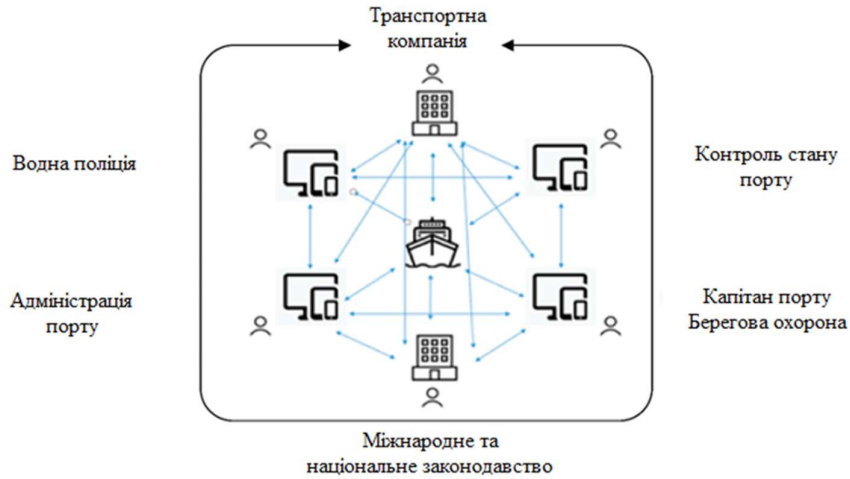 Транспортна
компанія
Водна поліція
Контроль стану
порту
Адміністрація
порту
Капітан порту
Берегова охорона
Міжнародне та
національне законодавство